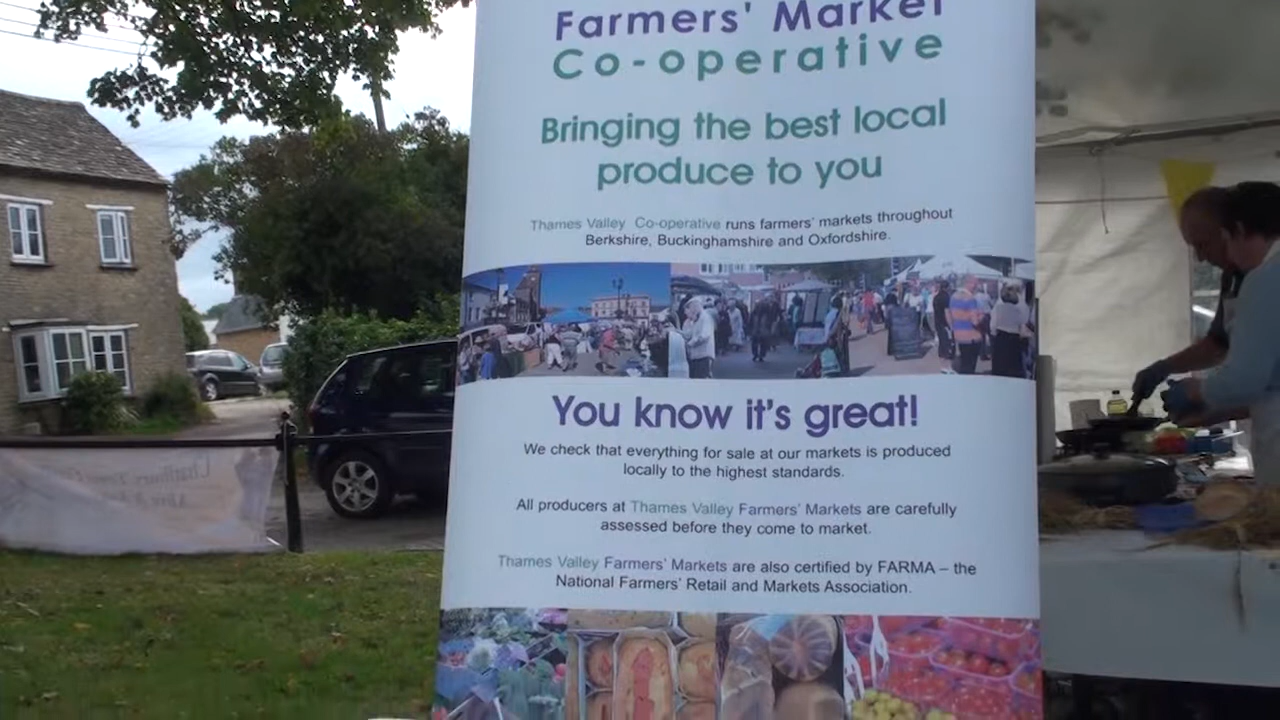 Farmers' Market
Co-operative
Bringing the best local
produce to you
Thames Valley Co-operative runs farmers' markets throughout
Berkshire, Buckinghamshire and Oxfordshire.
You know it's great!
We check that everything for sale at our markets is produced
locally to the highest standards.
All producers at Thames Valley Farmers' Markets are carefully
assessed before they come to market.
Thames Valley Farmers' Markets are also certified by FARMA – the
National Farmers' Retail and Markets Association.